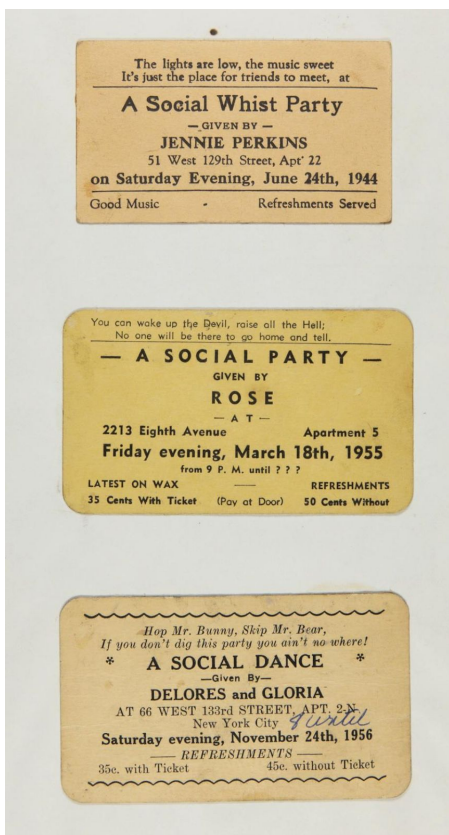 The lights are low, the music sweet
It's just the place for friends to meet, at
A Social Whist Party
— GIVEN BY —
JENNIE PERKINS
51 West 129th Street, Apt' 22
on Saturday Evening, June 24th, 1944
Good Music - Refreshments Served
You can wake up the Devil, raise all the Hell;
No one will be there to go home and tell.
— A SOCIAL PARTY —
GIVEN BY
ROSE
— A T —
2213 Eighth Avenue Apartment 5
Friday evening, March 18th, 1955
from 9 P. M. until ? ? ?
LATEST ON WAX — REFRESHMENTS
35 Cents With Ticket (Pay at Door) 50 Cents Without
Hop Mr. Bunny, Skip Mr. Bear,
If you don't dig this party you ain't no where!
* A SOCIAL DANCE *
—Given By—
DELORES and GLORIA
AT 66 WEST 133rd STREET, APT. 2-N
New York City until
Saturday evening, November 24th, 1956
— REFRESHMENTS —
35c. with Ticket 45c. without Ticket